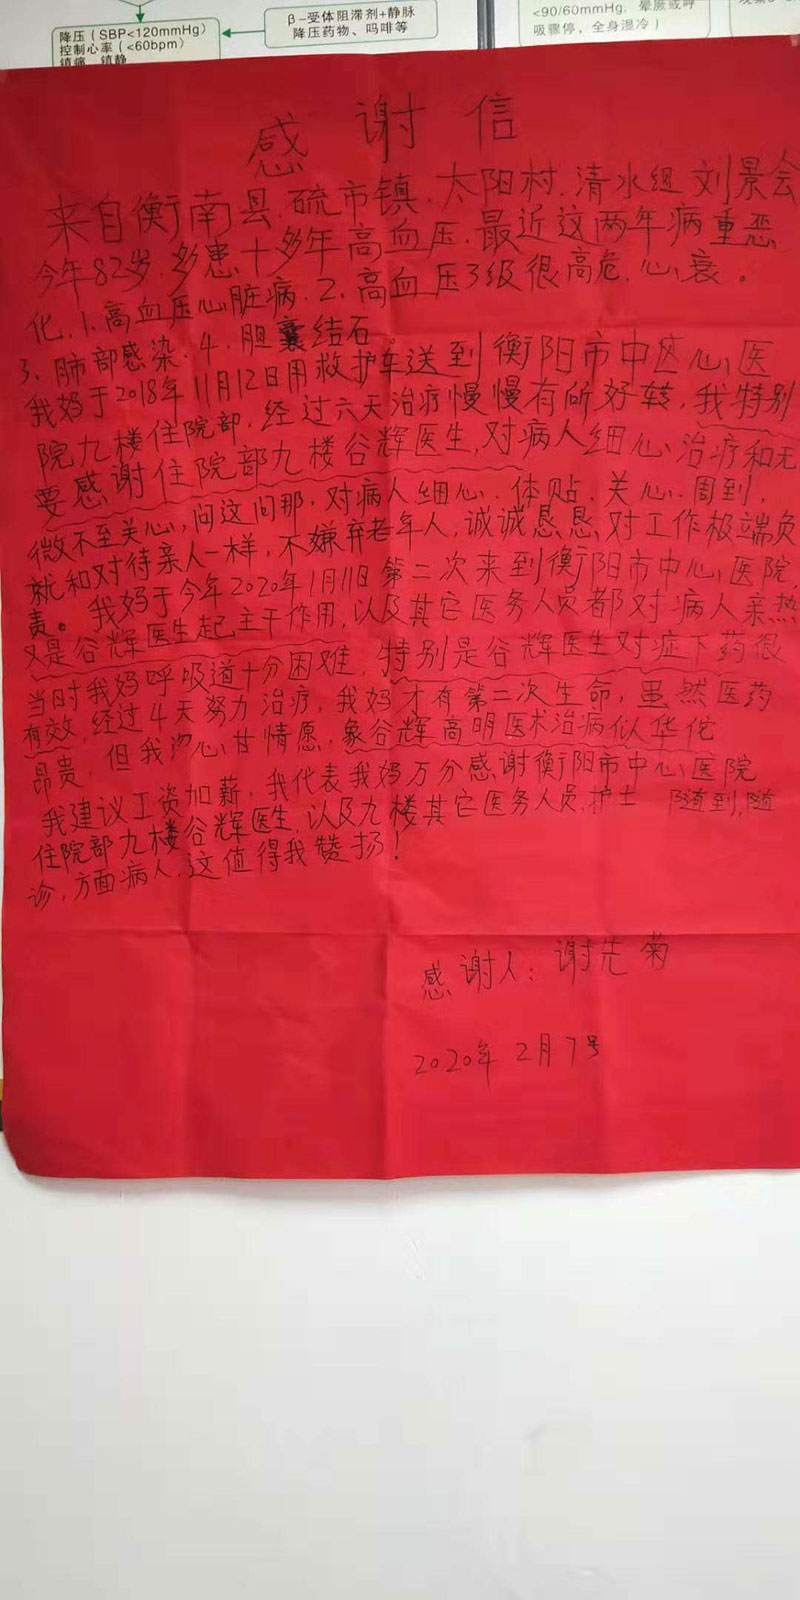 降压（SBP<120mmHg）
控制心率（<60bpm）
镇痛、镇静
β-受体阻滞剂+静脉
降压药物、吗啡等
<90/60mmHg、晕厥或呼
吸骤停，全身湿冷）
感谢信
来自衡南县.硫市镇.太阳村.清水组刘景会
今年82岁.多患十多年高血压.最近这两年病重恶
化.1.高血压心脏病.2.高血压3级很高危.心衰。
3.肺部感染.4.胆囊结石
我妈于2018年11月12日用救护车送到衡阳市中区心医
院九楼住院部,经过六天治疗慢慢有所好转,我特别
要感谢住院部九楼谷辉医生,对病人细心治疗和无
微不至关心,问这问那,对病人细心.体贴.关心.周到,
就和对待亲人一样,不嫌弃老年人,诚诚恳恳对工作极端负
责。我妈于今年2020年1月11日第二次来到衡阳市中心医院,
又是谷辉医生起主干作用,以及其它医务人员都对病人亲热
当时我妈呼吸道十分困难,特别是谷辉医生对症下药很
有效,经过4天努力治疗,我妈才有第二次生命,虽然医药
昂贵,但我心甘情愿,象谷辉高明医术治病似华佗
我建议工资加薪,我代表我妈万分感谢衡阳市中心医院
住院部九楼谷辉医生,以及九楼其它医务人员,护士 随到,随
诊,方面病人,这值得我赞扬!
感谢人:谢先菊
2020年2月7号